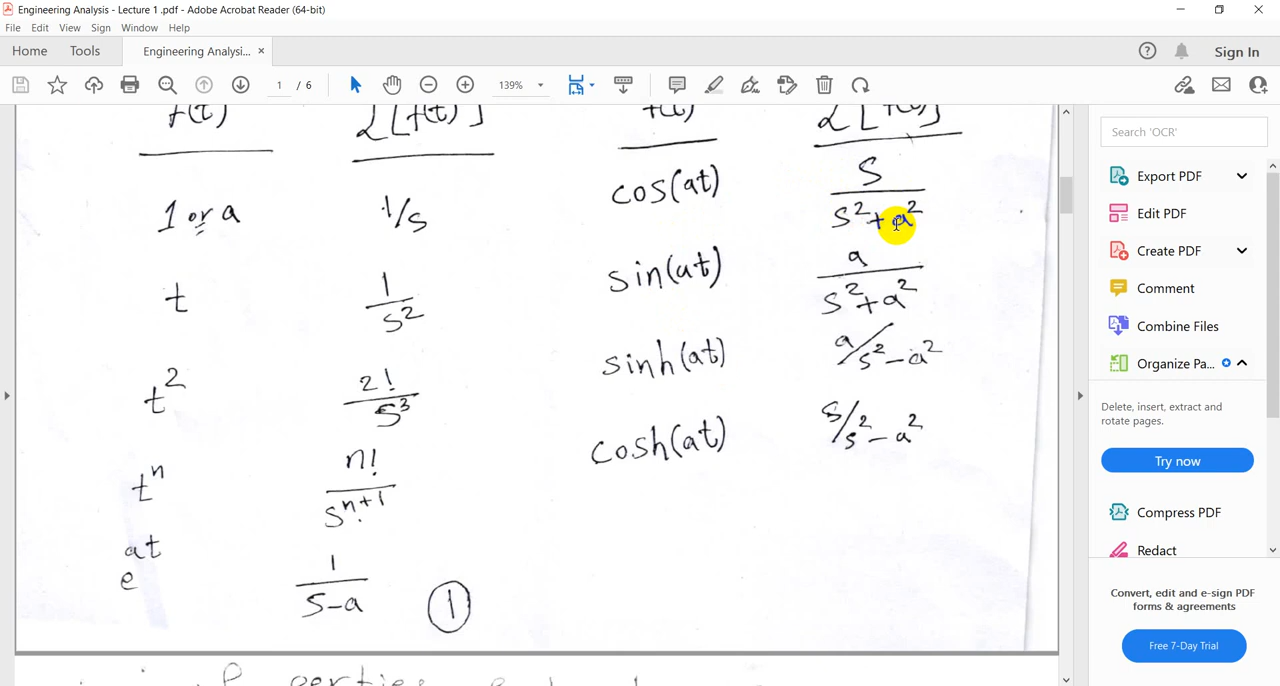 Engineering Analysis - Lecture 1 .pdf - Adobe Acrobat Reader (64-bit)
File Edit View Sign Window Help
Home Tools Engineering Analysi... × Sign In
1 / 6 139%
f(t) ℒ[f(t)] f(t) ℒ[f(t)]
1 or a 1/s cos(at) S/(S²+a²)
t 1/s² sin(at) a/(s²+a²)
t² 2!/s³ sinh(at) a/s²-a²
tⁿ n!/sⁿ⁺¹ cosh(at) s/s²-a²
e^at 1/(s-a) ①
Search 'OCR'
Export PDF
Edit PDF
Create PDF
Comment
Combine Files
Organize Pa...
Delete, insert, extract and
rotate pages.
Try now
Compress PDF
Redact
Convert, edit and e-sign PDF
forms & agreements
Free 7-Day Trial